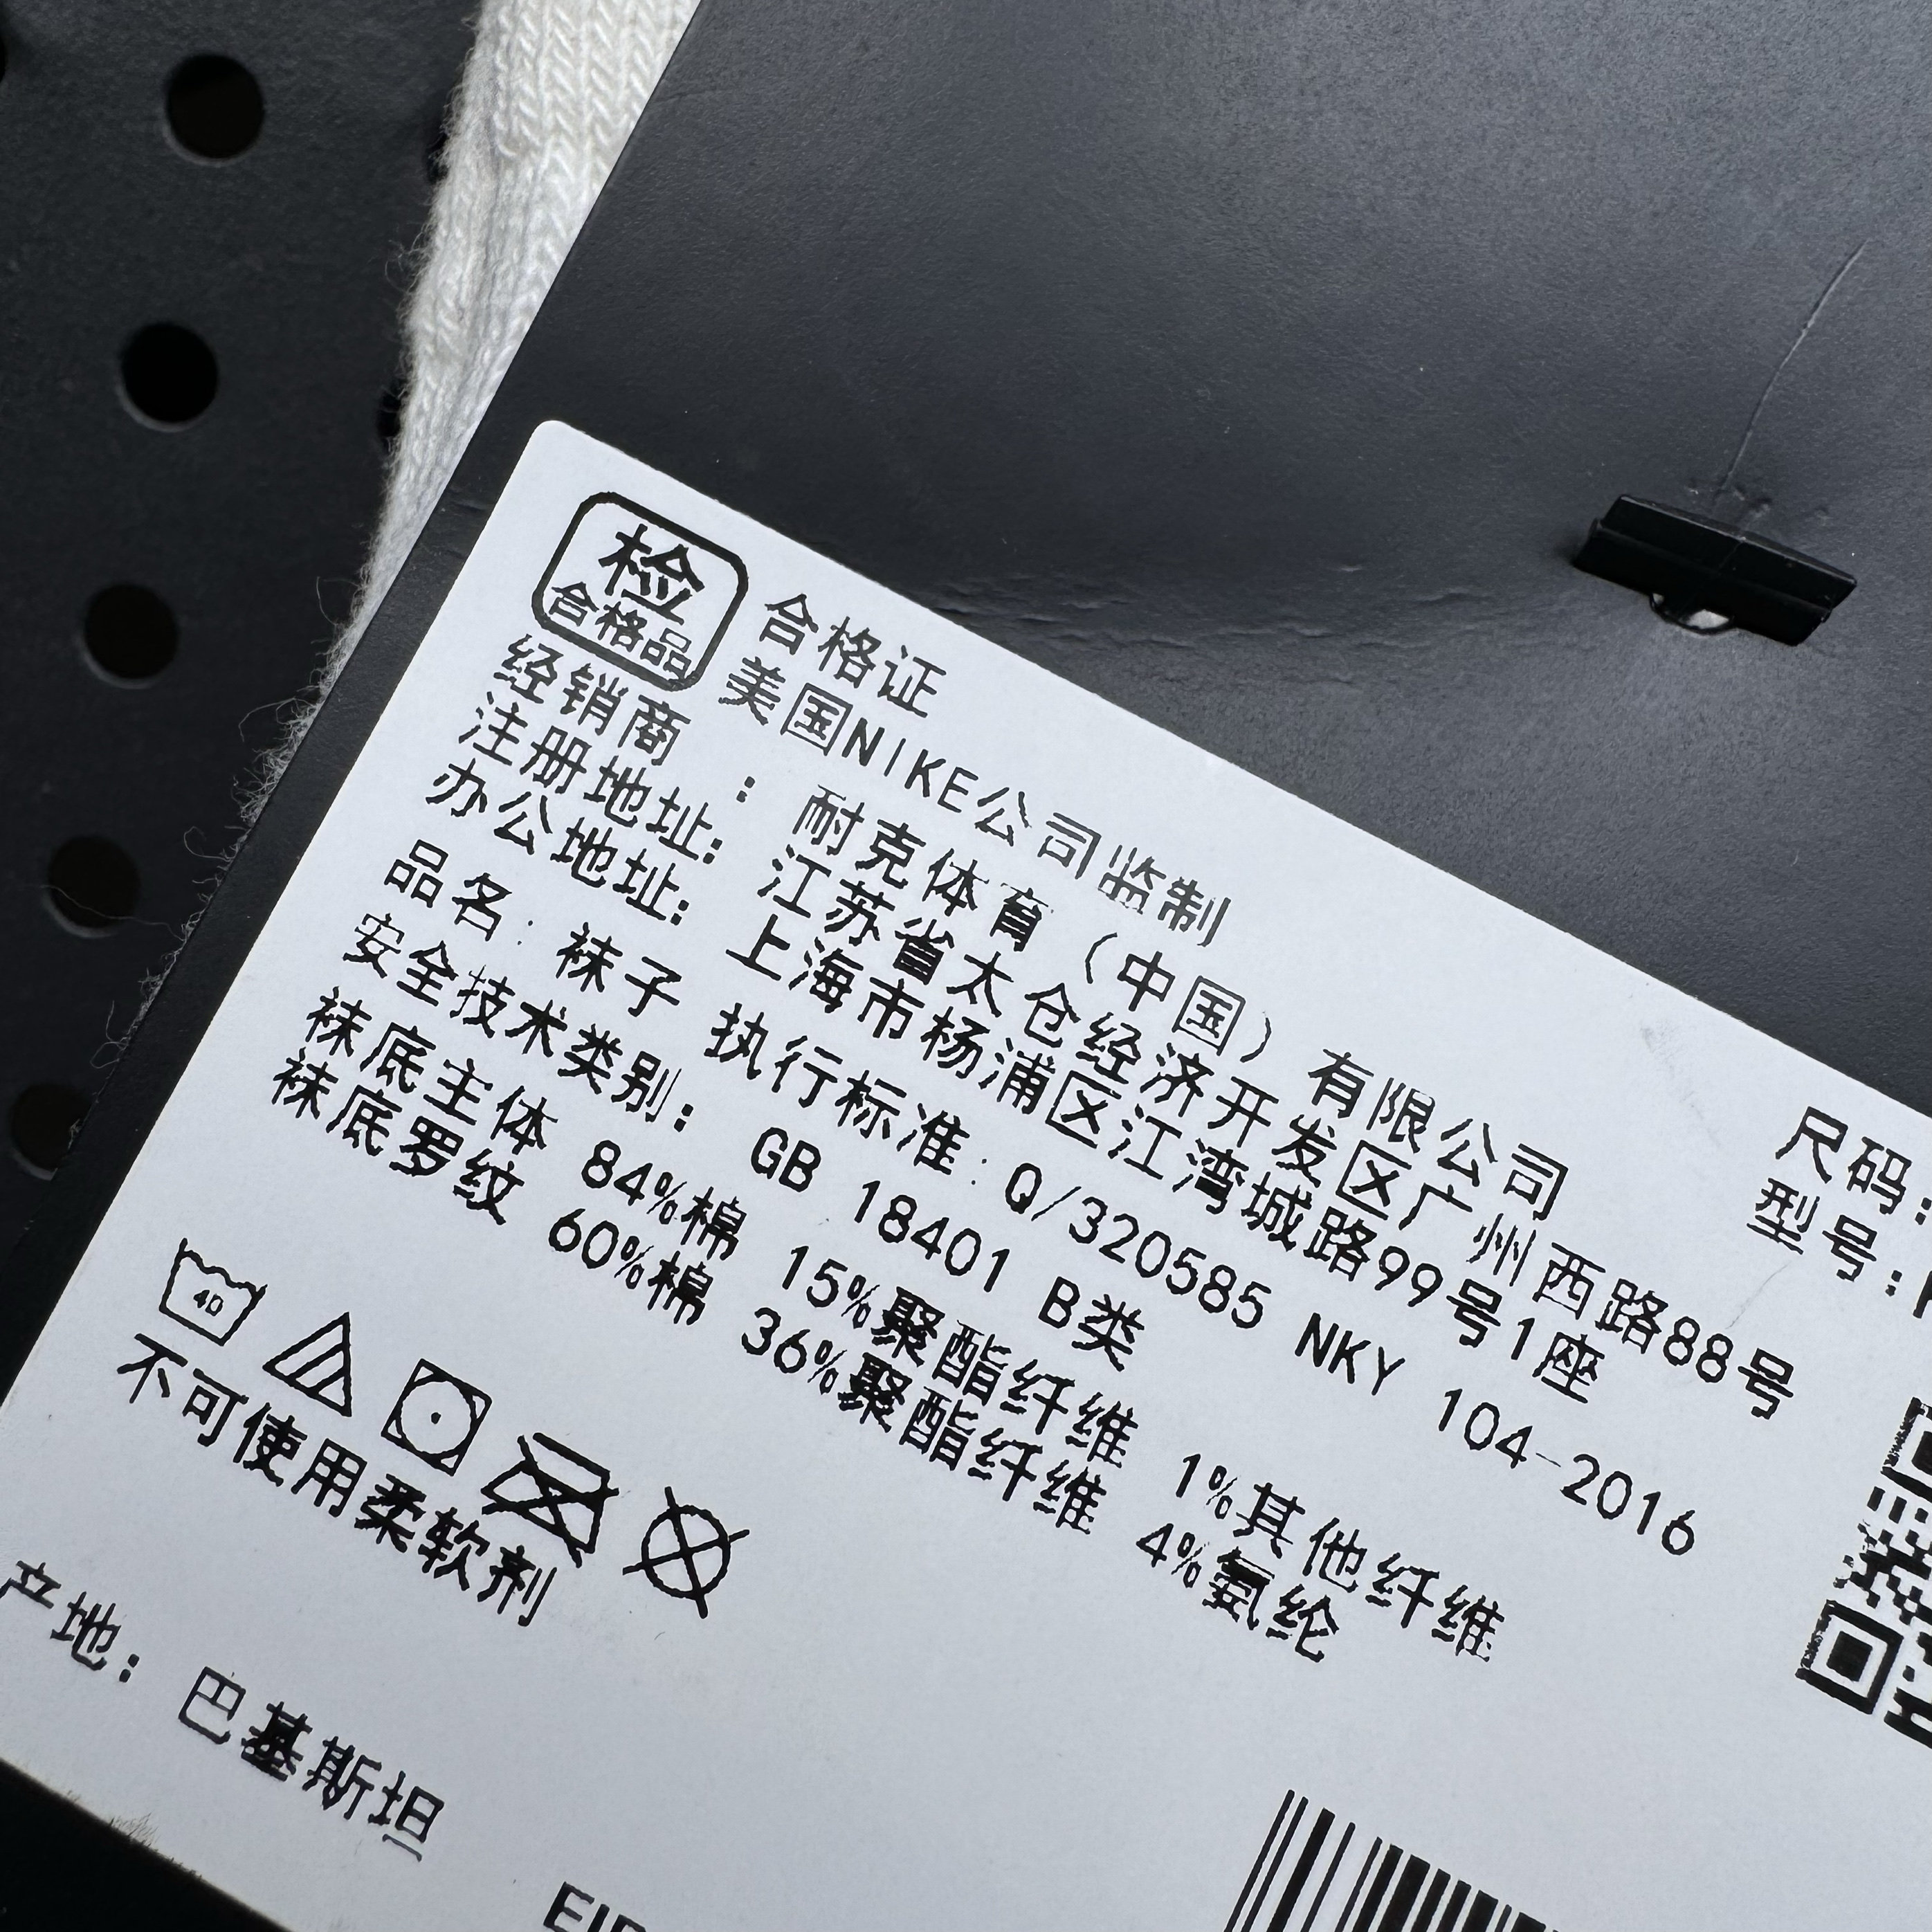 检
合格品
合格证
美国NIKE公司监制
经销商 : 耐克体育（中国）有限公司
注册地址: 江苏省太仓经济开发区广州西路88号
办公地址: 上海市杨浦区江湾城路99号1座
品名: 袜子 执行标准: Q/320585 NKY 104-2016
安全技术类别: GB 18401 B类
袜底主体 84%棉 15%聚酯纤维 1%其他纤维
袜底罗纹 60%棉 36%聚酯纤维 4%氨纶
40
不可使用柔软剂
产地: 巴基斯坦
尺码:
型号: